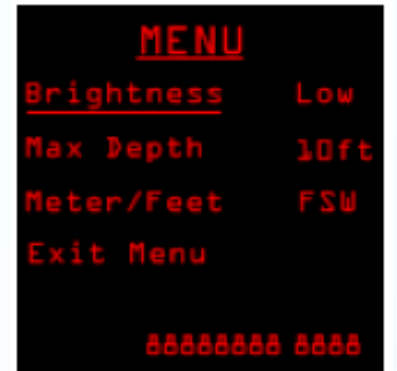 MENU
Brightness Low
Max Depth 10ft
Meter/Feet FSW
Exit Menu
88888888 8888